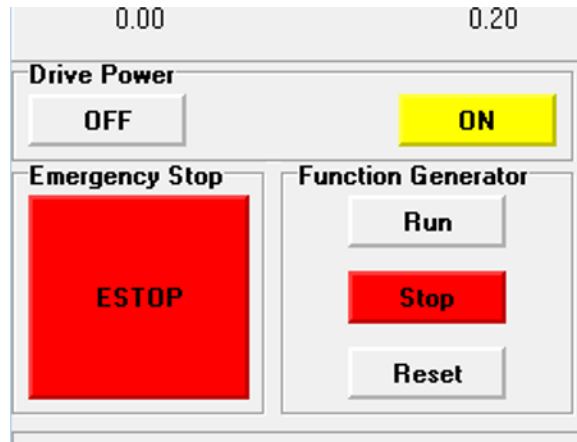 0.00 0.20
Drive Power
OFF ON
Emergency Stop
ESTOP
Function Generator
Run
Stop
Reset